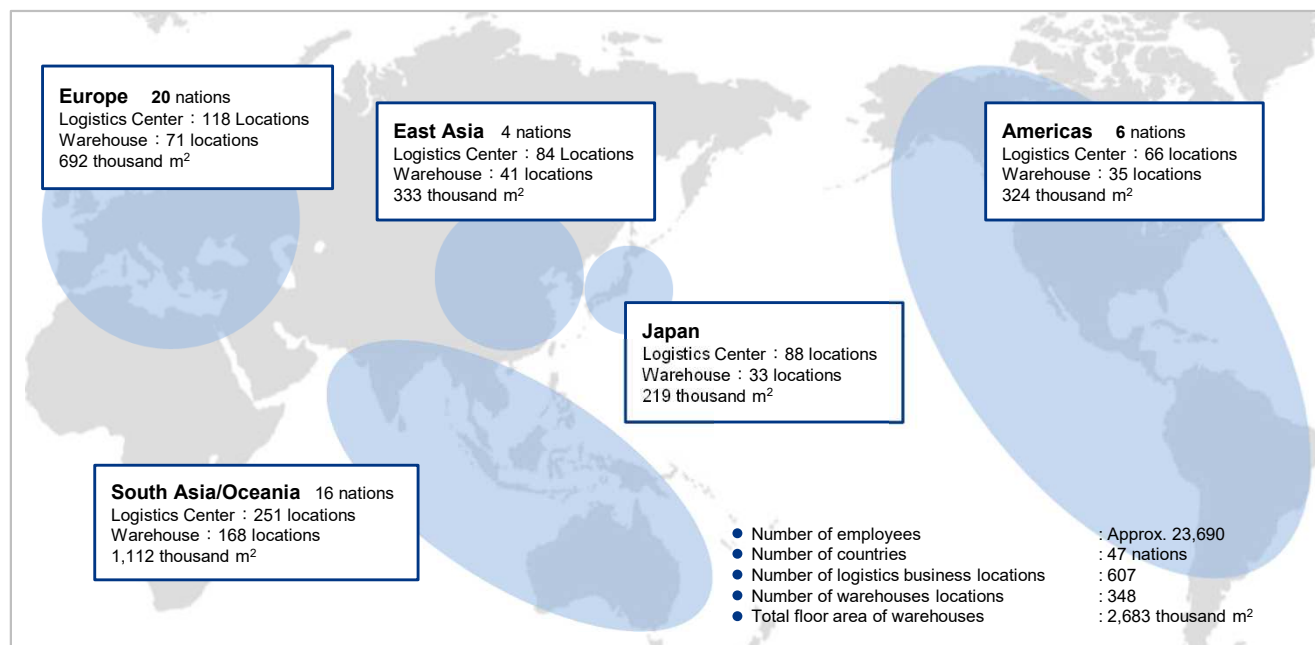 Europe 20 nations
Logistics Center：118 Locations
Warehouse：71 locations
692 thousand m²
East Asia 4 nations
Logistics Center：84 Locations
Warehouse：41 locations
333 thousand m²
Americas 6 nations
Logistics Center：66 locations
Warehouse：35 locations
324 thousand m²
Japan
Logistics Center：88 locations
Warehouse：33 locations
219 thousand m²
South Asia/Oceania 16 nations
Logistics Center：251 locations
Warehouse：168 locations
1,112 thousand m²
● Number of employees : Approx. 23,690
● Number of countries : 47 nations
● Number of logistics business locations : 607
● Number of warehouses locations : 348
● Total floor area of warehouses : 2,683 thousand m²